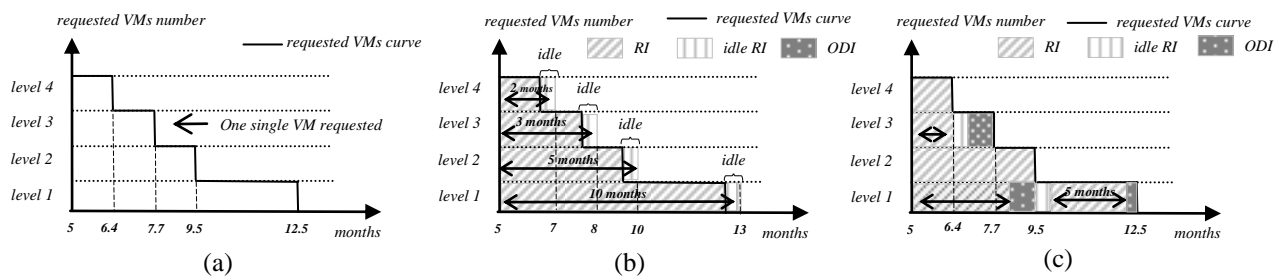 requested VMs number
requested VMs curve
level 4
level 3
One single VM requested
level 2
level 1
5
6.4
7.7
9.5
12.5
months
(a)
requested VMs number
requested VMs curve
RI
idle RI
ODI
idle
level 4
2 months
idle
level 3
3 months
idle
level 2
5 months
idle
level 1
10 months
5
7
8
10
13
months
(b)
requested VMs number
requested VMs curve
RI
idle RI
ODI
level 4
level 3
level 2
level 1
5 months
5
6.4
7.7
9.5
12.5
months
(c)